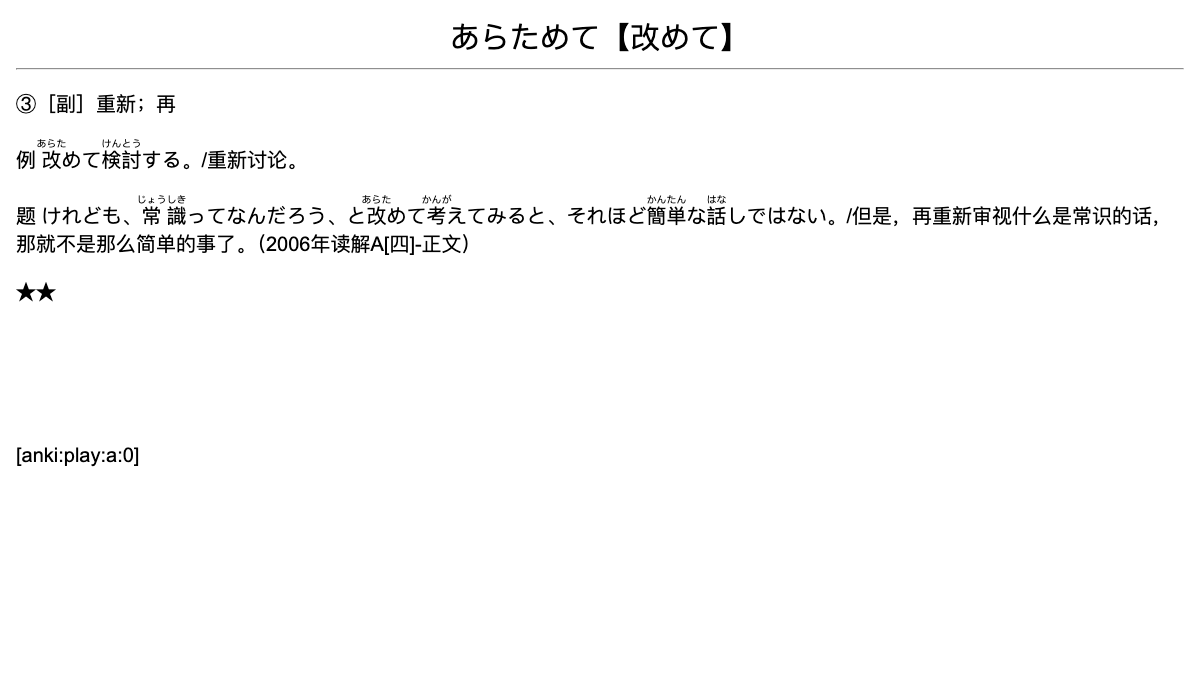 あらためて【改めて】
③［副］重新；再
例 改めて検討する。/重新讨论。
题 けれども、常識ってなんだろう、と改めて考えてみると、それほど簡単な話しではない。/但是，再重新审视什么是常识的话，
那就不是那么简单的事了。（2006年读解A[四]-正文）
★★
[anki:play:a:0]